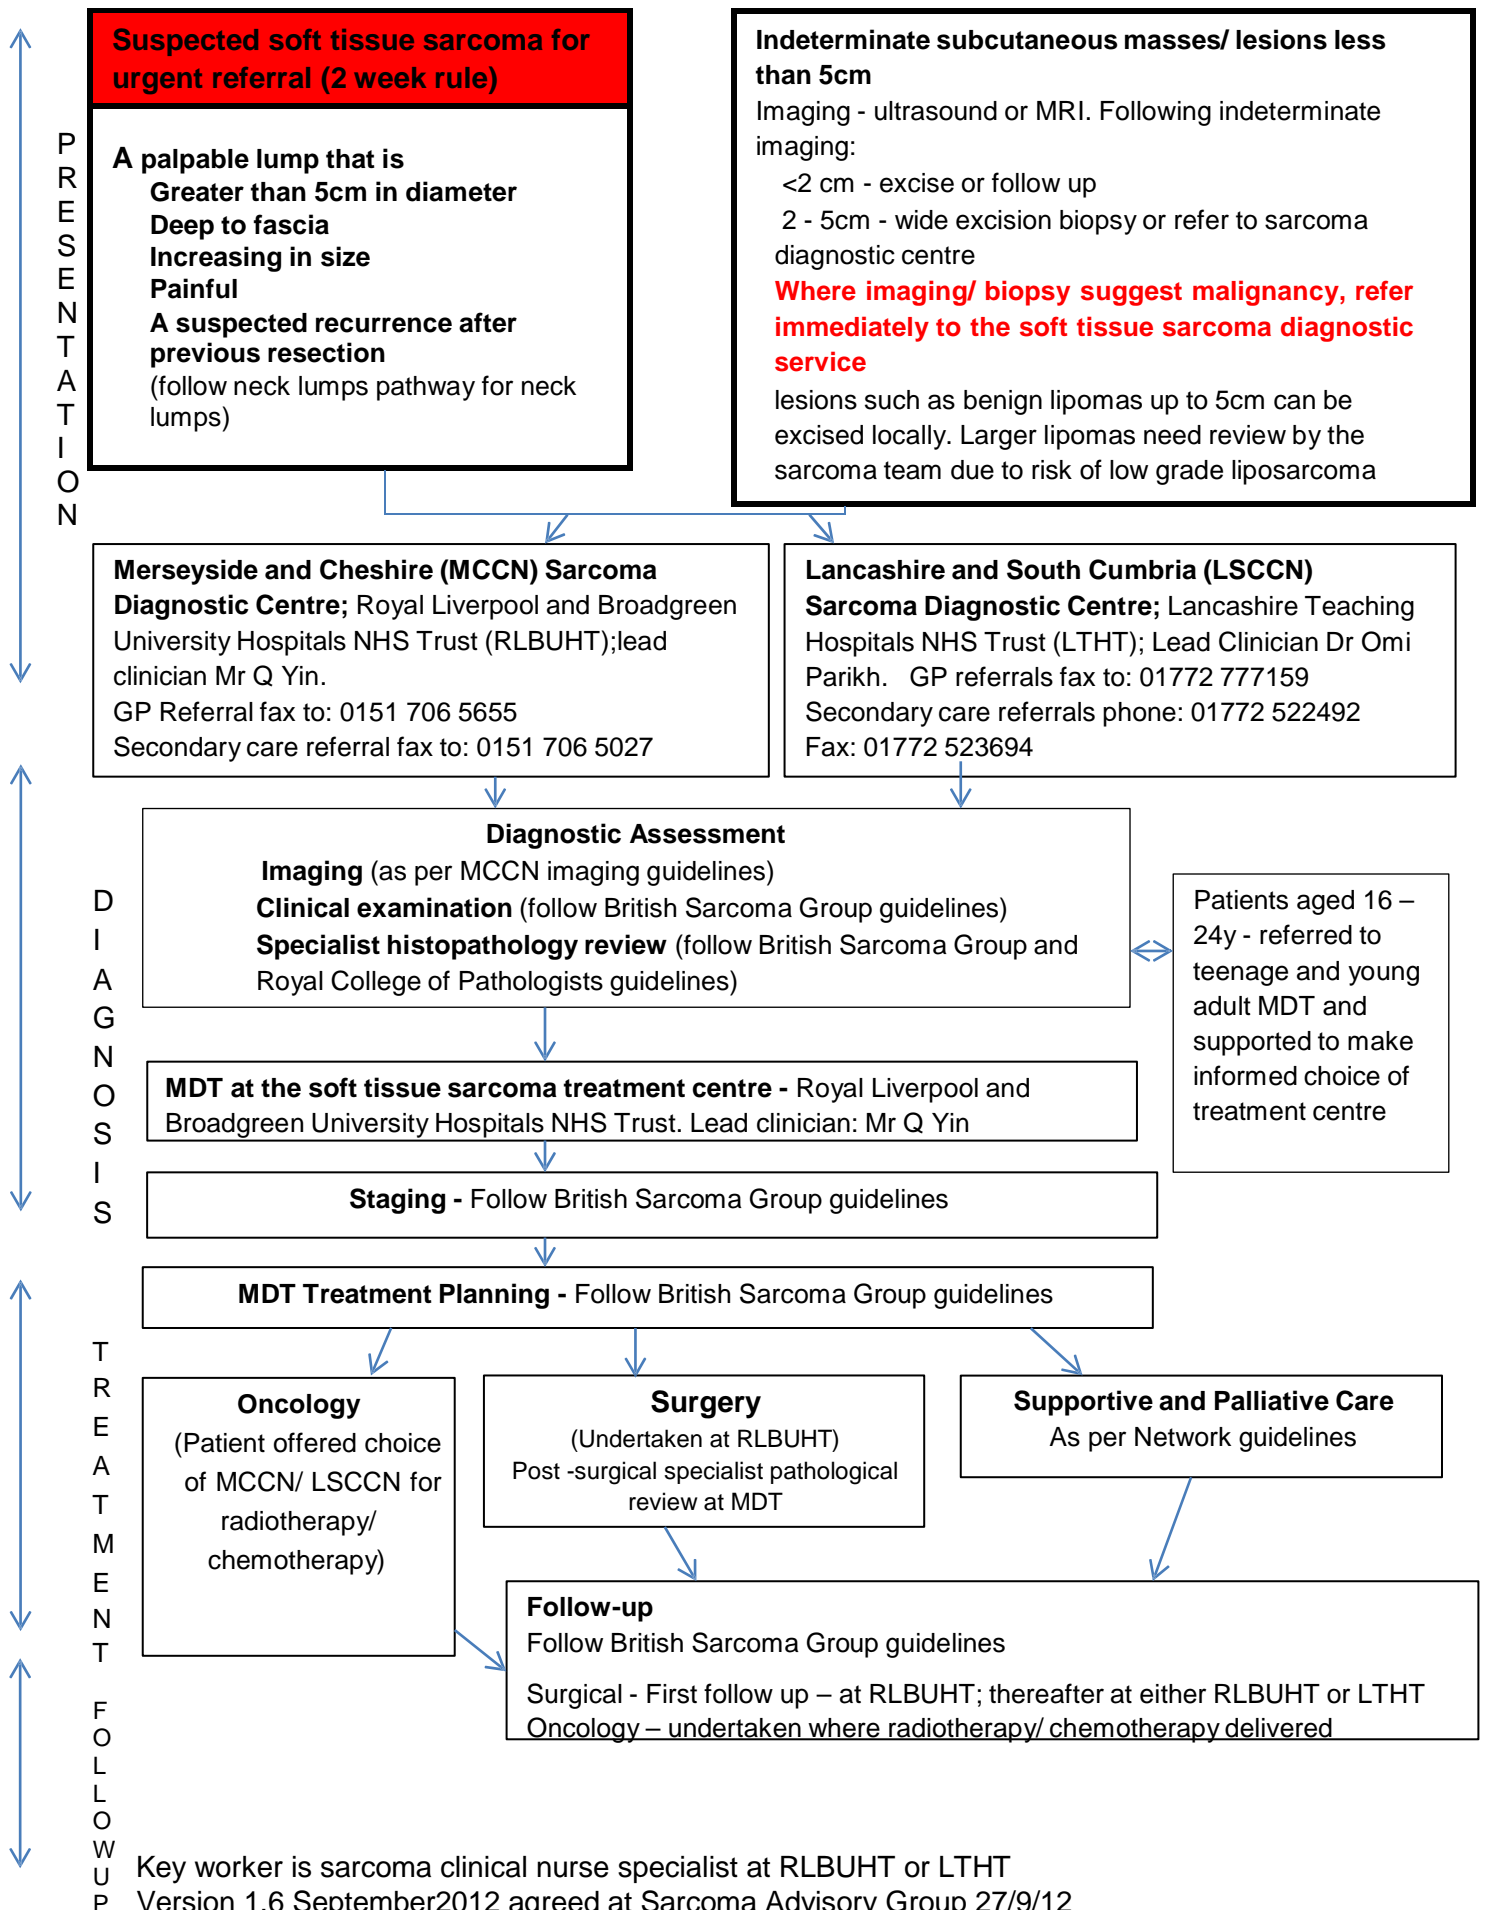 Suspected soft tissue sarcoma for
urgent referral (2 week rule)
A palpable lump that is
Greater than 5cm in diameter
Deep to fascia
Increasing in size
Painful
A suspected recurrence after
previous resection
(follow neck lumps pathway for neck
lumps)
Indeterminate subcutaneous masses/ lesions less
than 5cm
Imaging - ultrasound or MRI. Following indeterminate
imaging:
<2 cm - excise or follow up
2 - 5cm - wide excision biopsy or refer to sarcoma
diagnostic centre
Where imaging/ biopsy suggest malignancy, refer
immediately to the soft tissue sarcoma diagnostic
service
lesions such as benign lipomas up to 5cm can be
excised locally. Larger lipomas need review by the
sarcoma team due to risk of low grade liposarcoma
PRESENTATION
Merseyside and Cheshire (MCCN) Sarcoma
Diagnostic Centre; Royal Liverpool and Broadgreen
University Hospitals NHS Trust (RLBUHT);lead
clinician Mr Q Yin.
GP Referral fax to: 0151 706 5655
Secondary care referral fax to: 0151 706 5027
Lancashire and South Cumbria (LSCCN)
Sarcoma Diagnostic Centre; Lancashire Teaching
Hospitals NHS Trust (LTHT); Lead Clinician Dr Omi
Parikh. GP referrals fax to: 01772 777159
Secondary care referrals phone: 01772 522492
Fax: 01772 523694
DIAGNOSIS
Diagnostic Assessment
Imaging (as per MCCN imaging guidelines)
Clinical examination (follow British Sarcoma Group guidelines)
Specialist histopathology review (follow British Sarcoma Group and
Royal College of Pathologists guidelines)
Patients aged 16 –
24y - referred to
teenage and young
adult MDT and
supported to make
informed choice of
treatment centre
MDT at the soft tissue sarcoma treatment centre - Royal Liverpool and
Broadgreen University Hospitals NHS Trust. Lead clinician: Mr Q Yin
Staging - Follow British Sarcoma Group guidelines
MDT Treatment Planning - Follow British Sarcoma Group guidelines
TREATMENT
Oncology
(Patient offered choice
of MCCN/ LSCCN for
radiotherapy/
chemotherapy)
Surgery
(Undertaken at RLBUHT)
Post -surgical specialist pathological
review at MDT
Supportive and Palliative Care
As per Network guidelines
Follow-up
Follow British Sarcoma Group guidelines
Surgical - First follow up – at RLBUHT; thereafter at either RLBUHT or LTHT
Oncology – undertaken where radiotherapy/ chemotherapy delivered
FOLLOWUP
Key worker is sarcoma clinical nurse specialist at RLBUHT or LTHT
Version 1.6 September2012 agreed at Sarcoma Advisory Group 27/9/12